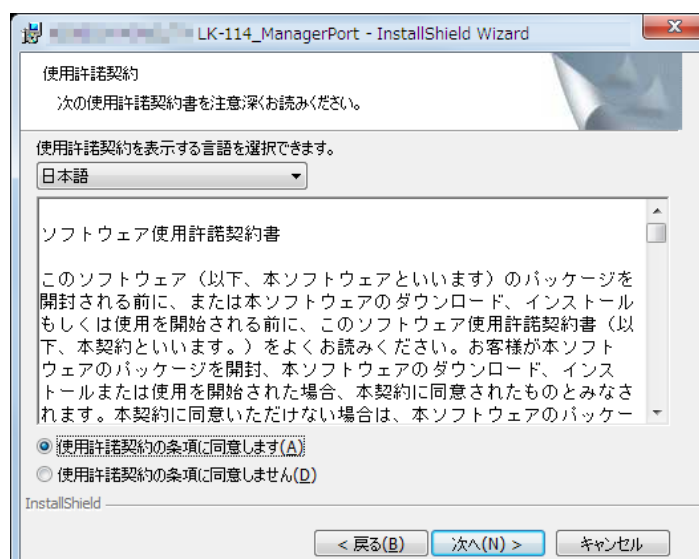 LK-114_ManagerPort - InstallShield Wizard
使用許諾契約
次の使用許諾契約書を注意深くお読みください。
使用許諾契約を表示する言語を選択できます。
日本語
ソフトウェア使用許諾契約書
このソフトウェア（以下、本ソフトウェアといいます）のパッケージを
開封される前に、または本ソフトウェアのダウンロード、インストール
もしくは使用を開始される前に、このソフトウェア使用許諾契約書（以
下、本契約といいます。）をよくお読みください。お客様が本ソフト
ウェアのパッケージを開封、本ソフトウェアのダウンロード、インス
トールまたは使用を開始された場合、本契約に同意されたものとみなさ
れます。本契約に同意いただけない場合は、本ソフトウェアのパッケー
使用許諾契約の条項に同意します(A)
使用許諾契約の条項に同意しません(D)
InstallShield
< 戻る(B)
次へ(N) >
キャンセル